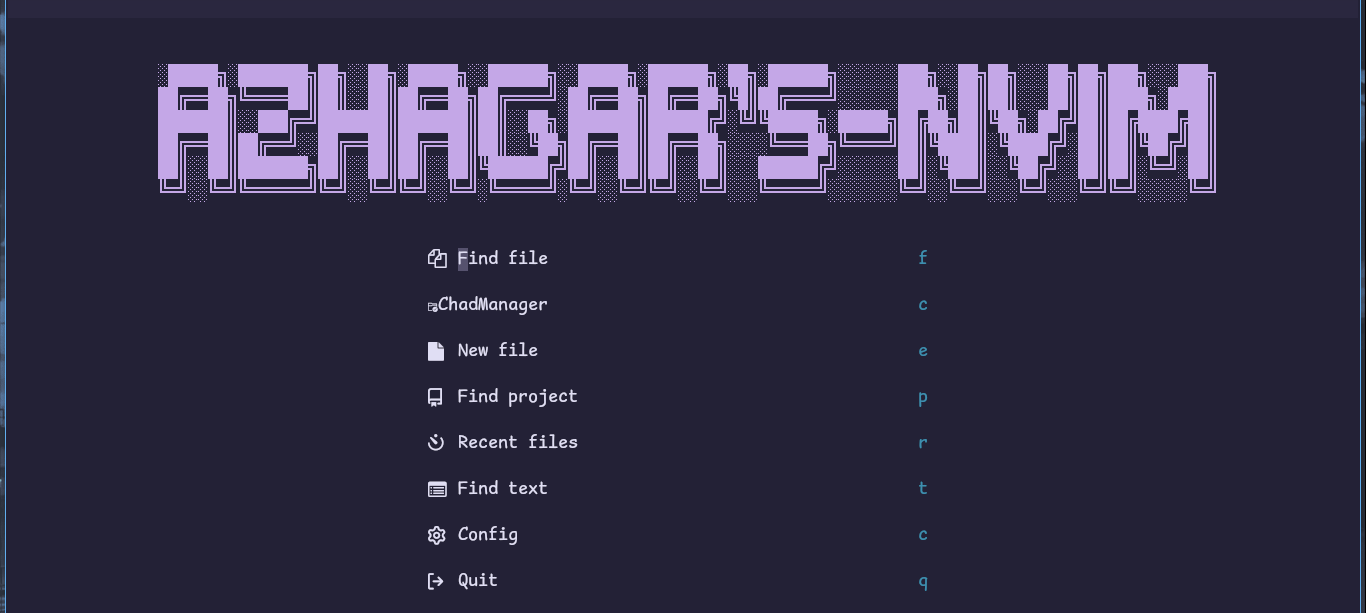 AZHAGAR'S-NVIM
Find file f
ChadManager c
New file e
Find project p
Recent files r
Find text t
Config c
Quit q